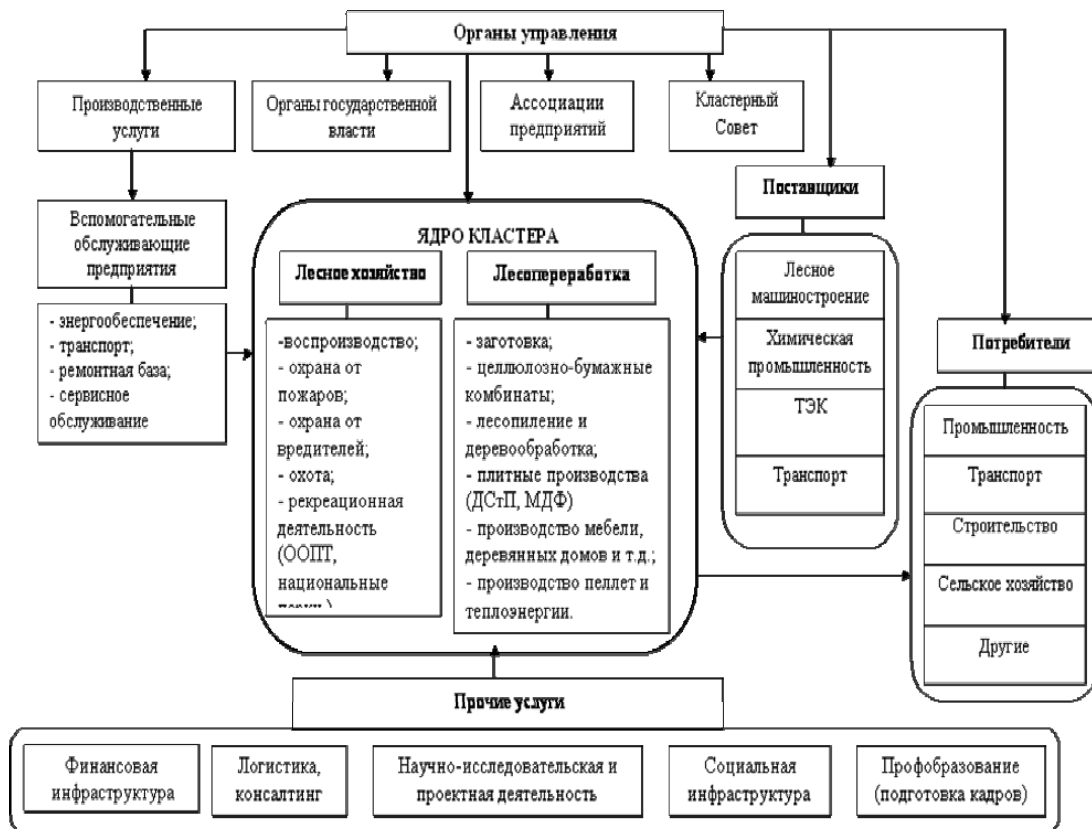 Органы управления
Производственные
услуги
Органы государственной
власти
Ассоциации
предприятий
Кластерный
Совет
Вспомогательные
обслуживающие
предприятия
- энергообеспечение;
- транспорт;
- ремонтная база;
- сервисное
обслуживание
ЯДРО КЛАСТЕРА
Лесное хозяйство
-воспроизводство;
- охрана от
пожаров;
- охрана от
вредителей;
- охота;
- рекреационная
деятельность
(ООПТ,
национальные
Лесопереработка
- заготовка;
- целлюлозно-бумажные
комбинаты;
- лесопиление и
деревообработка;
- плитные производства
(ДСтП, МДФ)
- производство мебели,
деревянных домов и т.д.;
- производство пеллет и
теплоэнергии.
Поставщики
Лесное
машиностроение
Химическая
промышленность
ТЭК
Транспорт
Потребители
Промышленность
Транспорт
Строительство
Сельское хозяйство
Другие
Прочие услуги
Финансовая
инфраструктура
Логистика,
консалтинг
Научно-исследовательская и
проектная деятельность
Социальная
инфраструктура
Профобразование
(подготовка кадров)